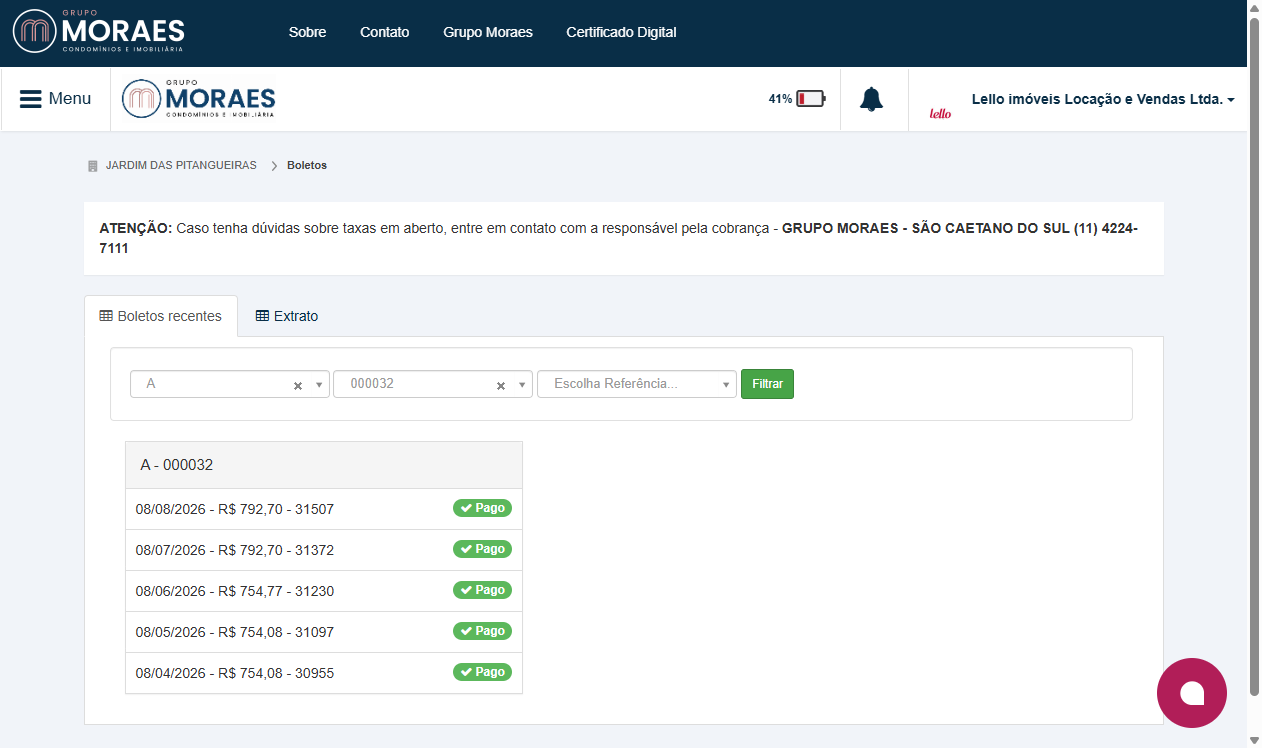 GRUPO
MORAES
CONDOMÍNIOS E IMOBILIÁRIA
Sobre Contato Grupo Moraes Certificado Digital
Menu
GRUPO
MORAES
CONDOMÍNIOS E IMOBILIÁRIA
41%
lello
Lello imóveis Locação e Vendas Ltda.
JARDIM DAS PITANGUEIRAS > Boletos
ATENÇÃO: Caso tenha dúvidas sobre taxas em aberto, entre em contato com a responsável pela cobrança - GRUPO MORAES - SÃO CAETANO DO SUL (11) 4224-
7111
Boletos recentes Extrato
A × 000032 × Escolha Referência... Filtrar
A - 000032
08/08/2026 - R$ 792,70 - 31507 Pago
08/07/2026 - R$ 792,70 - 31372 Pago
08/06/2026 - R$ 754,77 - 31230 Pago
08/05/2026 - R$ 754,08 - 31097 Pago
08/04/2026 - R$ 754,08 - 30955 Pago